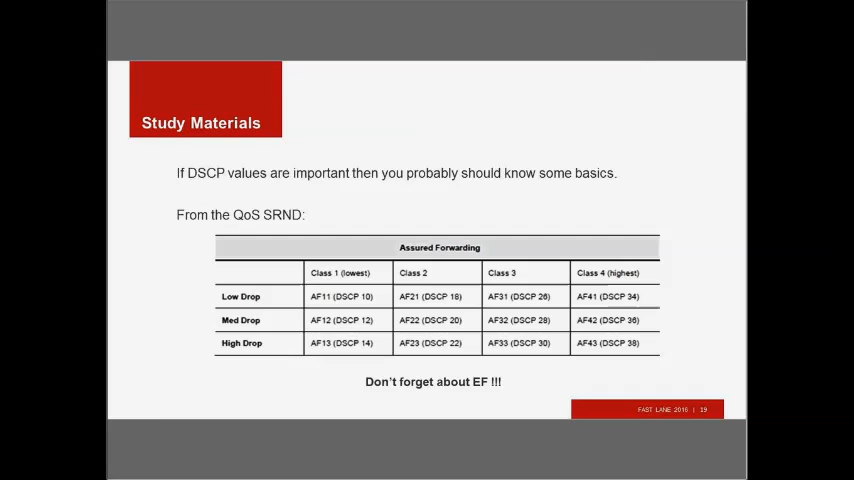 Study Materials
If DSCP values are important then you probably should know some basics.
From the QoS SRND:
Assured Forwarding
Class 1 (lowest) Class 2 Class 3 Class 4 (highest)
Low Drop AF11 (DSCP 10) AF21 (DSCP 18) AF31 (DSCP 26) AF41 (DSCP 34)
Med Drop AF12 (DSCP 12) AF22 (DSCP 20) AF32 (DSCP 28) AF42 (DSCP 36)
High Drop AF13 (DSCP 14) AF23 (DSCP 22) AF33 (DSCP 30) AF43 (DSCP 38)
Don't forget about EF !!!
FAST LANE 2016 | 19